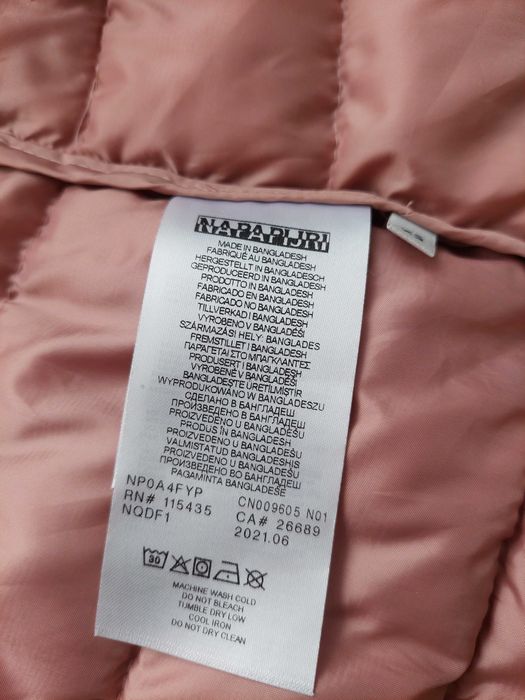 NAPAPIJRI
MADE IN BANGLADESH
FABRIQUÉ AU BANGLADESH
HERGESTELLT IN BANGLADESCH
GEPRODUCEERD IN BANGLADESH
PRODOTTO IN BANGLADESH
FABRICADO EN BANGLADESH
FABRICADO NO BANGLADESH
TILLVERKAD I BANGLADESH
VYROBENO V BANGLADÉŠI
SZÁRMAZÁSI HELY: BANGLADES
FREMSTILLET I BANGLADESH
ΠΑΡΑΓΕΤΑΙ ΣΤΟ ΜΠΑΓΚΛΑΝΤΕΣ
PRODUSERT I BANGLADESH
VYROBENÉ V BANGLADÉŠI
BANGLADEŞTE ÜRETİLMİŞTİR
WYPRODUKOWANO W BANGLADESZU
СДЕЛАНО В БАНГЛАДЕШ
ПРОИЗВЕДЕНО В БАНГЛАДЕШ
PROIZVEDENO U BANGLADEŠU
PRODUS ÎN BANGLADESH
PROIZVEDENO U BANGLADEŠU
VALMISTATUD BANGLADESHIS
PROIZVEDENO U BANGLADEŠU
ПРОИЗВЕДЕНО ВО БАНГЛАДЕШ
PAGAMINTA BANGLADEŠE
NP0A4FYP CN009605 N01
RN# 115435 CA# 26689
NQDF1 2021.06
30
MACHINE WASH COLD
DO NOT BLEACH
TUMBLE DRY LOW
COOL IRON
DO NOT DRY CLEAN